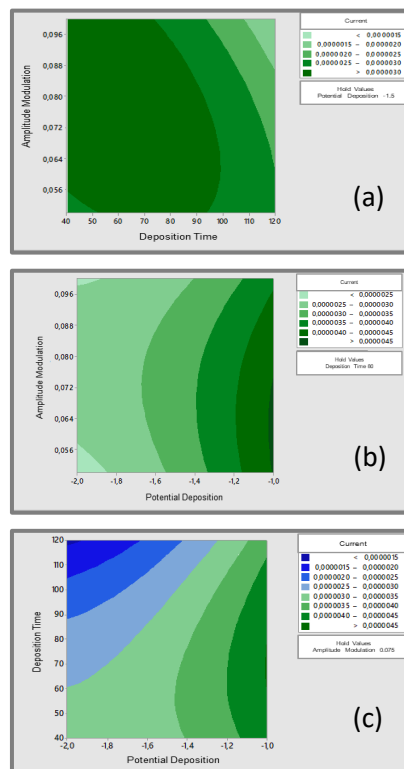 Current
< 0,0000015
0,0000015 – 0,0000020
0,0000020 – 0,0000025
0,0000025 – 0,0000030
> 0,0000030
Hold Values
Potential Deposition -1.5
0,096
0,088
0,080
0,072
0,064
0,056
40 50 60 70 80 90 100 110 120
Amplitude Modulation
Deposition Time
(a)
Current
< 0,0000025
0,0000025 – 0,0000030
0,0000030 – 0,0000035
0,0000035 – 0,0000040
0,0000040 – 0,0000045
> 0,0000045
Hold Values
Deposition Time 60
0,096
0,088
0,080
0,072
0,064
0,056
-2,0 -1,8 -1,6 -1,4 -1,2 -1,0
Amplitude Modulation
Potential Deposition
(b)
Current
< 0,0000015
0,0000015 – 0,0000020
0,0000020 – 0,0000025
0,0000025 – 0,0000030
0,0000030 – 0,0000035
0,0000035 – 0,0000040
0,0000040 – 0,0000045
> 0,0000045
Hold Values
Amplitude Modulation 0.075
120
110
100
90
80
70
60
50
40
-2,0 -1,8 -1,6 -1,4 -1,2 -1,0
Deposition Time
Potential Deposition
(c)